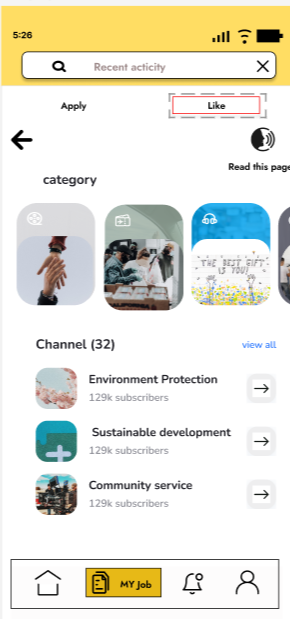 5:26
Recent acticity
Apply
Like
Read this page
category
THE BEST GIFT
IS YOU!
Channel (32)
view all
Environment Protection
129k subscribers
Sustainable development
129k subscribers
Community service
129k subscribers
MY Job